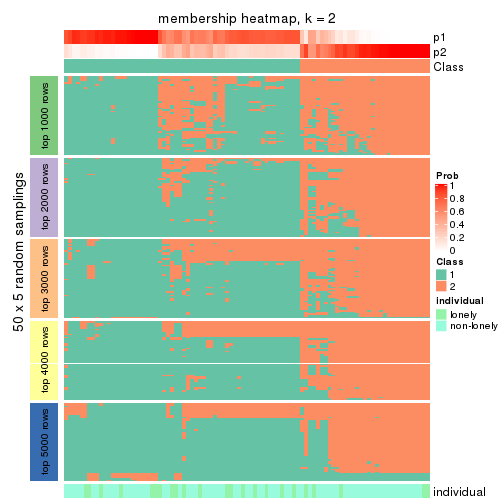 membership heatmap, k = 2
p1
p2
Class
50 x 5 random samplings
top 1000 rows
top 2000 rows
top 3000 rows
top 4000 rows
top 5000 rows
Prob
1
0.8
0.6
0.4
0.2
0
Class
1
2
individual
lonely
non-lonely
individual